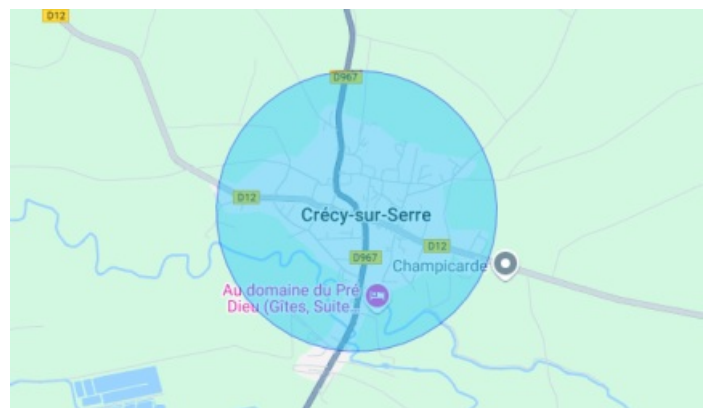 D12
D967
D12
Crécy-sur-Serre
D12
D967
Champicarde
Au domaine du Pré
Dieu (Gîtes, Suite...